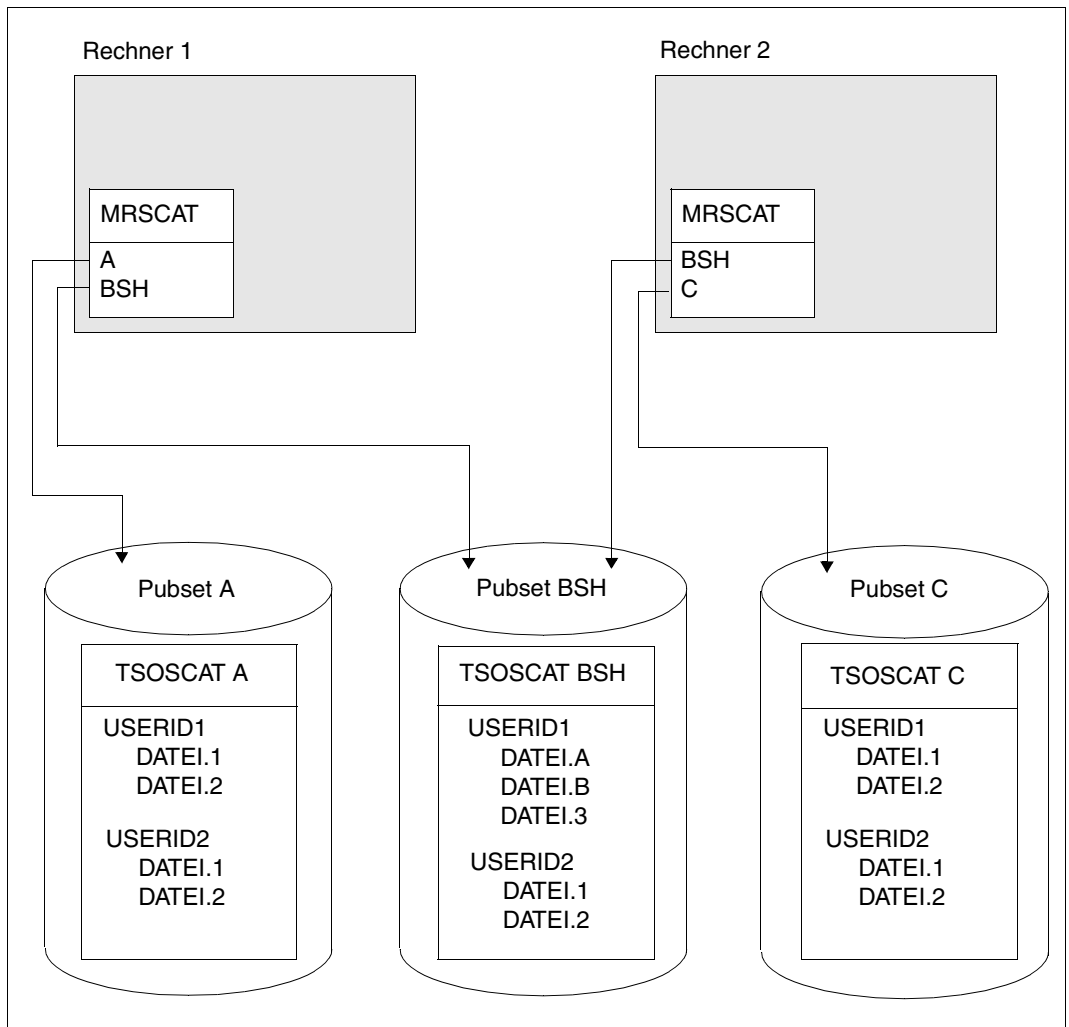 Rechner 1
MRSCAT
A
BSH
Rechner 2
MRSCAT
BSH
C
Pubset A
TSOSCAT A
USERID1
DATEI.1
DATEI.2
USERID2
DATEI.1
DATEI.2
Pubset BSH
TSOSCAT BSH
USERID1
DATEI.A
DATEI.B
DATEI.3
USERID2
DATEI.1
DATEI.2
Pubset C
TSOSCAT C
USERID1
DATEI.1
DATEI.2
USERID2
DATEI.1
DATEI.2